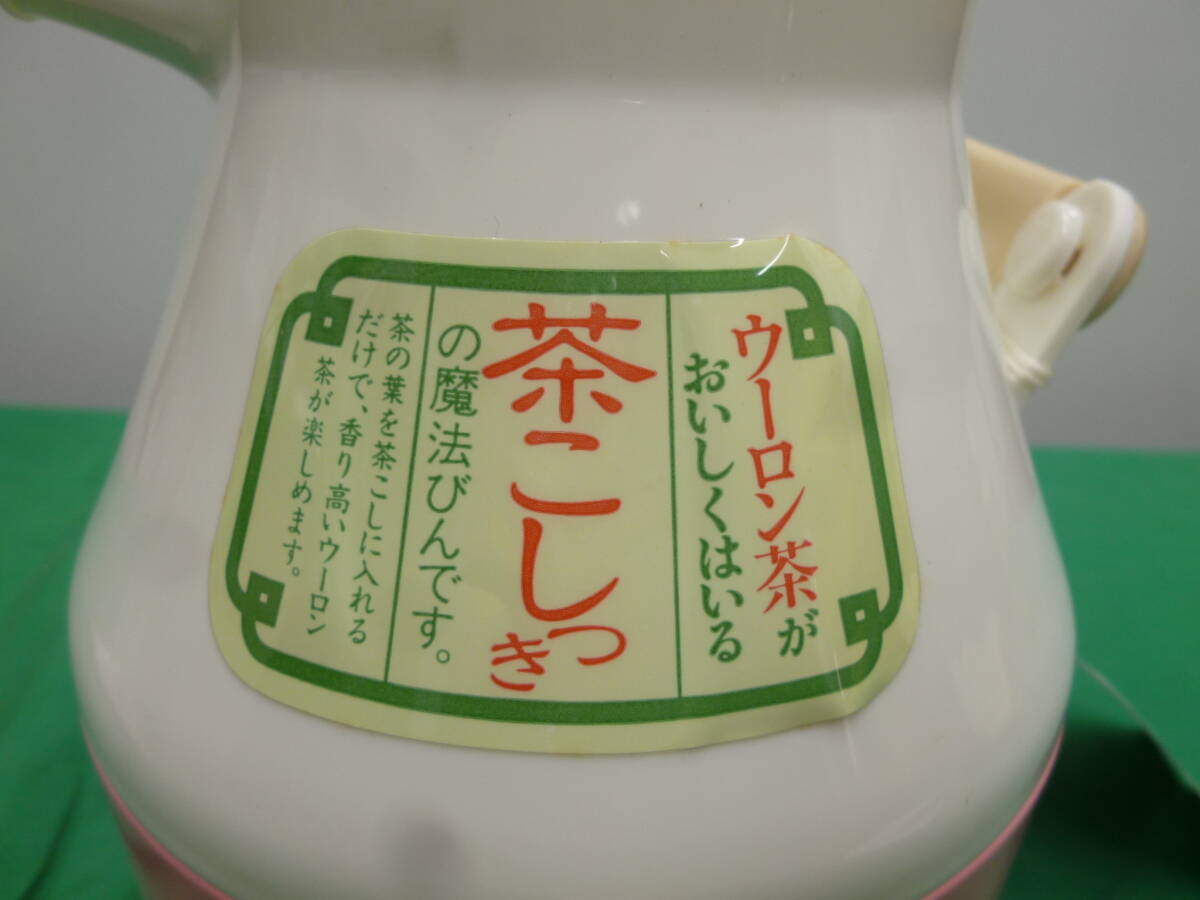 ウーロン茶が
おいしくはいる
茶こしつき
の魔法びんです。
茶の葉を茶こしに入れる
だけで、香り高いウーロン
茶が楽しめます。